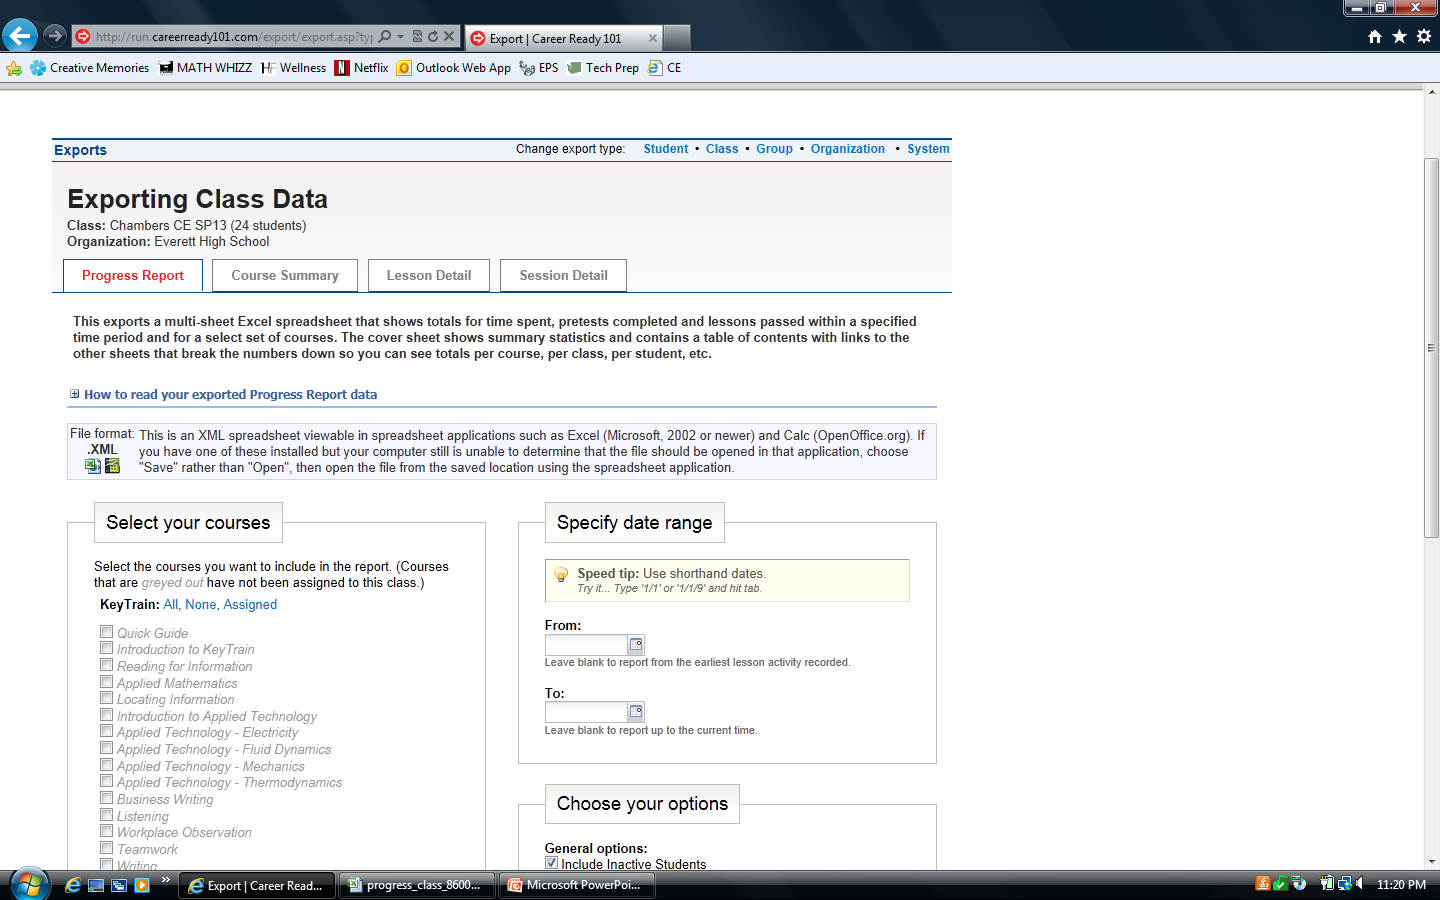 http://run.careerready101.com/export/export.asp?ty
Export | Career Ready 101
Creative Memories
MATH WHIZZ
HF Wellness
N Netflix
Outlook Web App
EPS
Tech Prep
CE
Exports
Change export type: Student • Class • Group • Organization • System
Exporting Class Data
Class: Chambers CE SP13 (24 students)
Organization: Everett High School
Progress Report
Course Summary
Lesson Detail
Session Detail
This exports a multi-sheet Excel spreadsheet that shows totals for time spent, pretests completed and lessons passed within a specified
time period and for a select set of courses. The cover sheet shows summary statistics and contains a table of contents with links to the
other sheets that break the numbers down so you can see totals per course, per class, per student, etc.
How to read your exported Progress Report data
File format:
.XML
This is an XML spreadsheet viewable in spreadsheet applications such as Excel (Microsoft, 2002 or newer) and Calc (OpenOffice.org). If
you have one of these installed but your computer still is unable to determine that the file should be opened in that application, choose
"Save" rather than "Open", then open the file from the saved location using the spreadsheet application.
Select your courses
Select the courses you want to include in the report. (Courses
that are greyed out have not been assigned to this class.)
KeyTrain: All, None, Assigned
Quick Guide
Introduction to KeyTrain
Reading for Information
Applied Mathematics
Locating Information
Introduction to Applied Technology
Applied Technology - Electricity
Applied Technology - Fluid Dynamics
Applied Technology - Mechanics
Applied Technology - Thermodynamics
Business Writing
Listening
Workplace Observation
Teamwork
Writing
Specify date range
Speed tip: Use shorthand dates.
Try it... Type '1/1' or '1/1/9' and hit tab.
From:
Leave blank to report from the earliest lesson activity recorded.
To:
Leave blank to report up to the current time.
Choose your options
General options:
Include Inactive Students
Export | Career Read...
progress_class_8600...
Microsoft PowerPoi...
11:20 PM